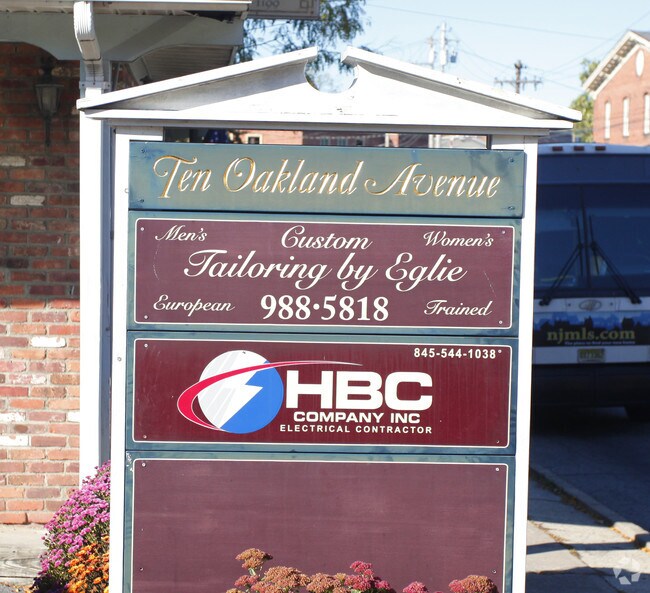 Ten Oakland Avenue
Men's Custom Women's
Tailoring by Eglie
European 988·5818 Trained
845-544-1038
HBC
COMPANY INC
ELECTRICAL CONTRACTOR
njmls.com